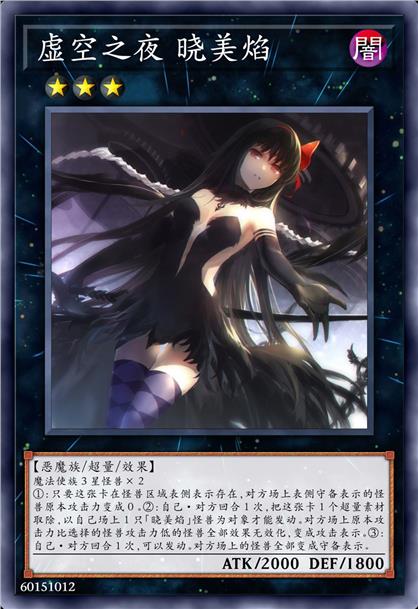 虚空之夜 晓美焰
闇
【恶魔族/超量/效果】
魔法使族３星怪兽×２
①:只要这张卡在怪兽区域表侧表示存在,对方场上表侧守备表示的怪
兽原本攻击力变成０。②:自己·对方回合１次,把这张卡１个超量素材
取除,以自己场上１只「晓美焰」怪兽为对象才能发动。对方场上原本攻
击力比选择的怪兽攻击力低的怪兽全部效果无效化,变成攻击表示。③:
自己·对方回合１次,可以发动。对方场上的怪兽全部变成守备表示。
ATK/2000 DEF/1800
60151012